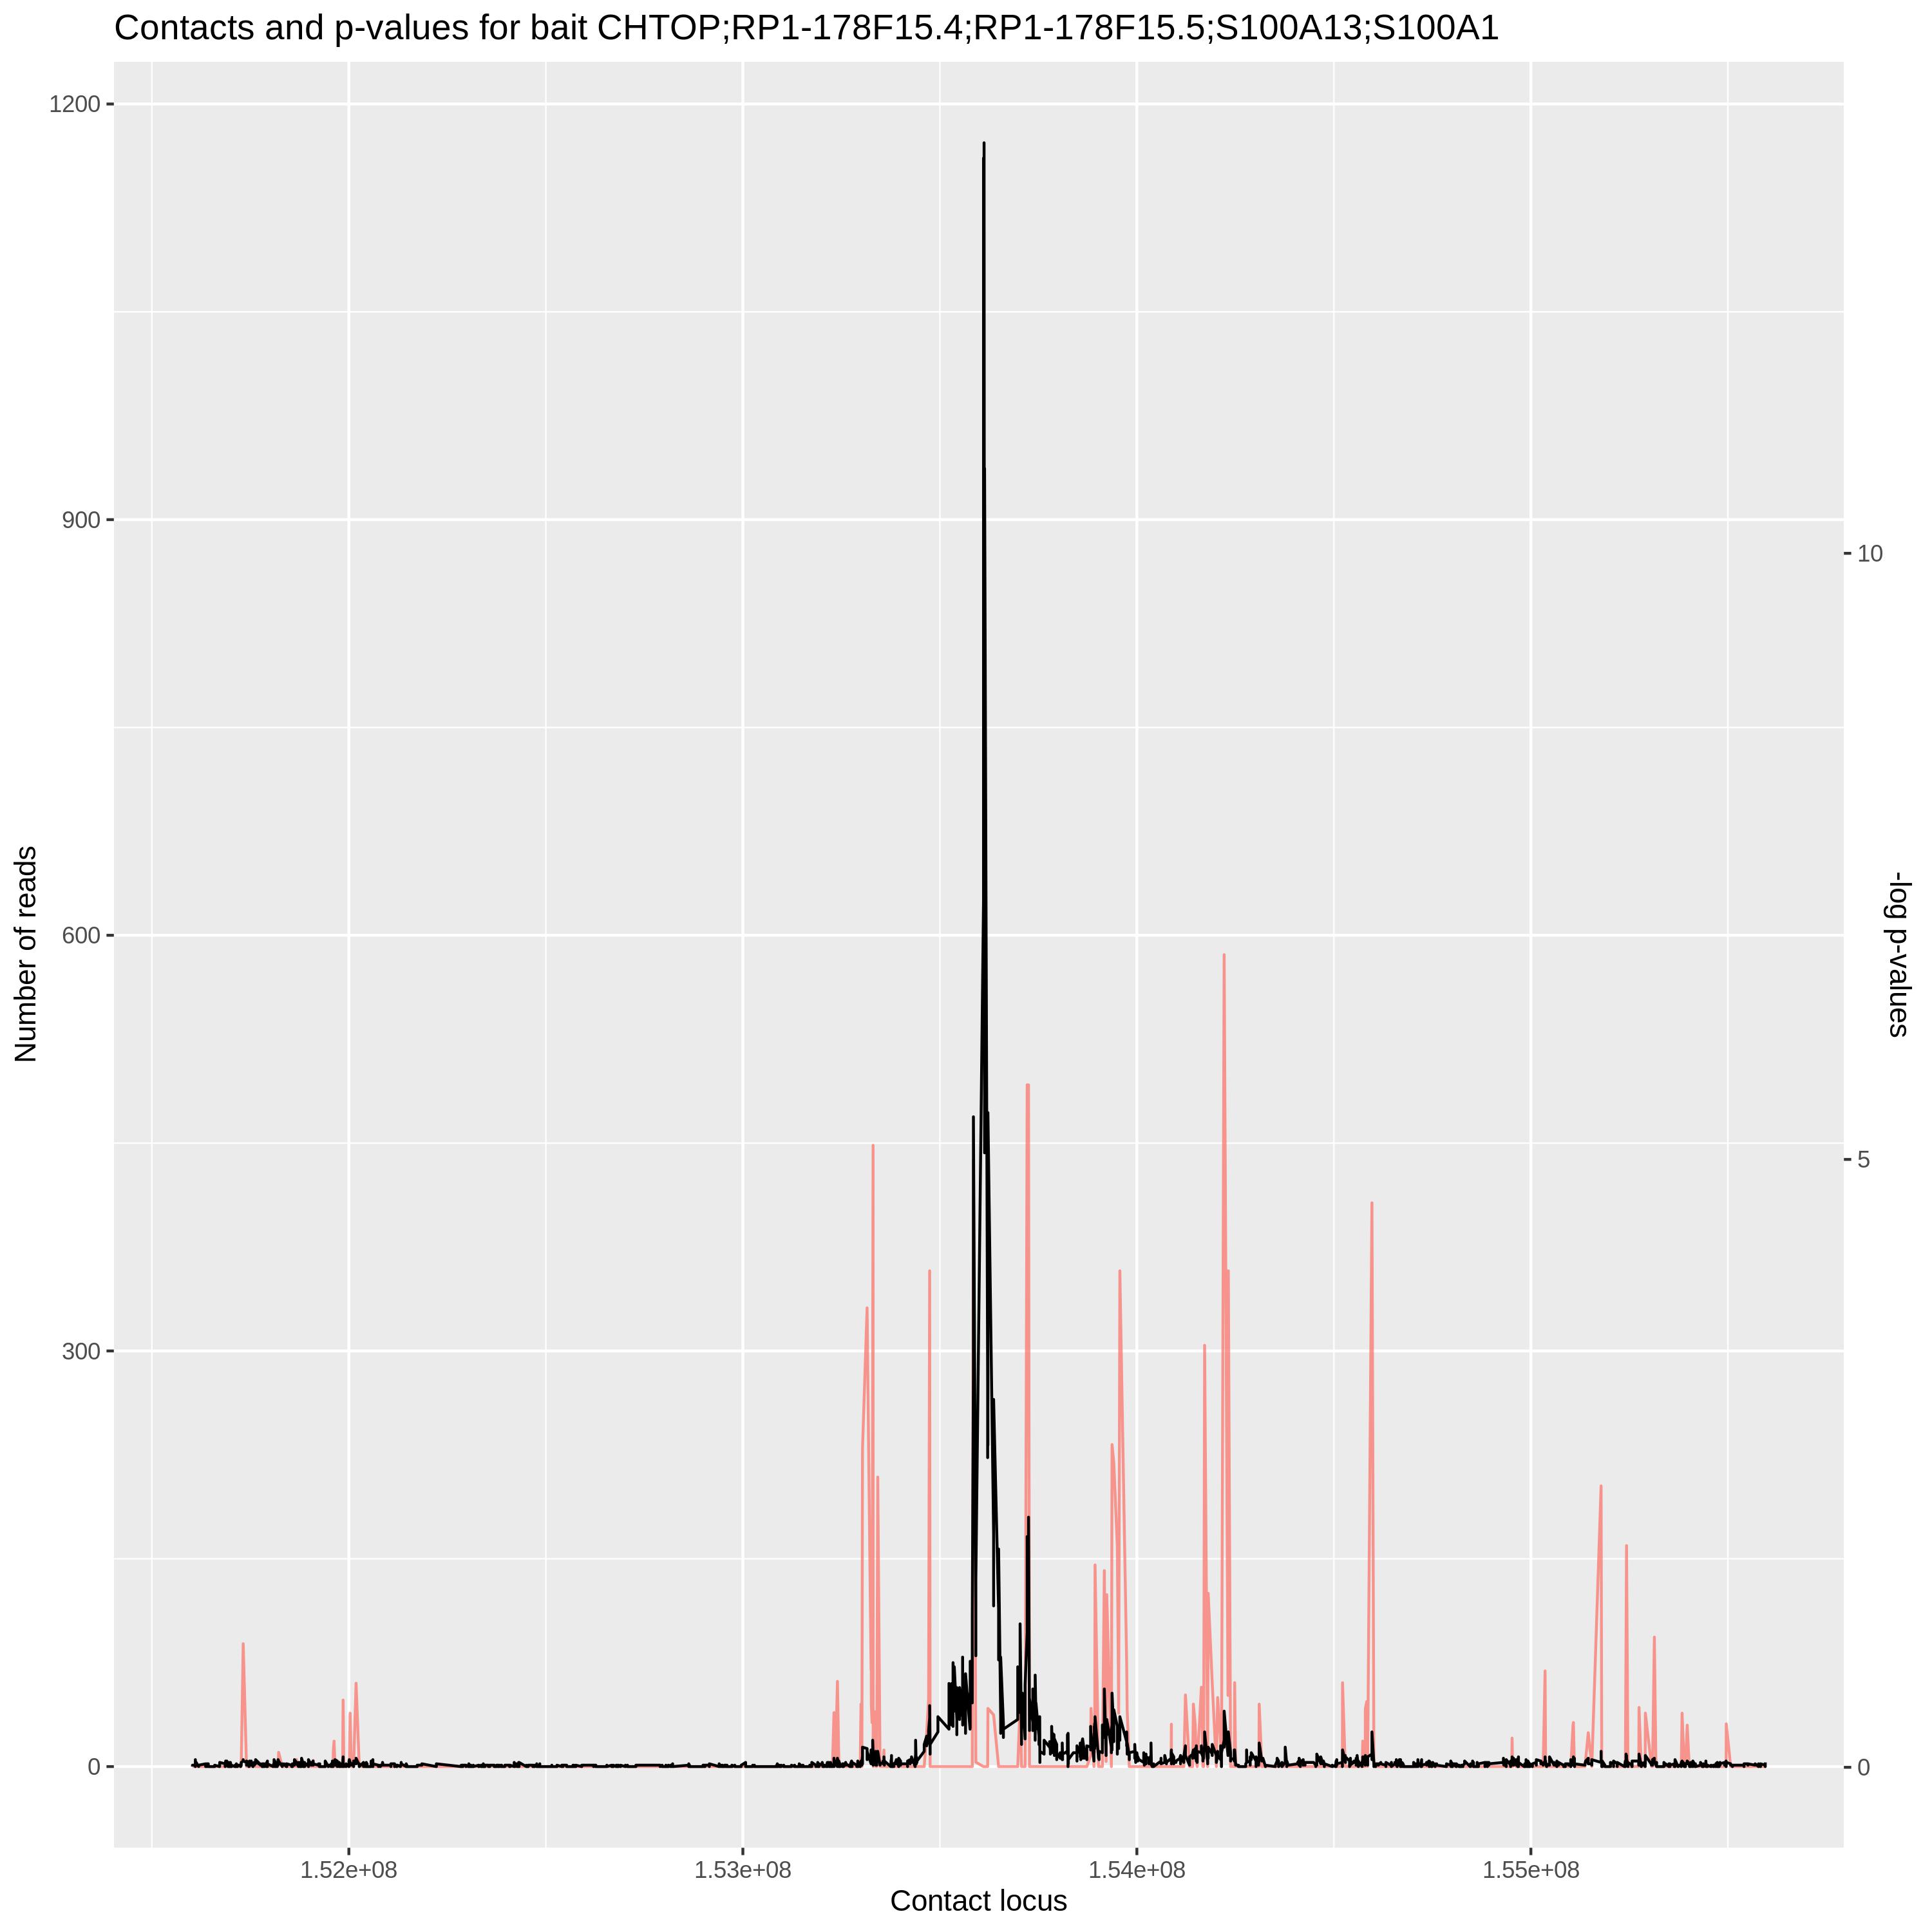 Contacts and p-values for bait CHTOP;RP1-178F15.4;RP1-178F15.5;S100A13;S100A1
1200
900
600
300
0
Number of reads
10
5
0
-log p-values
1.52e+08
1.53e+08
1.54e+08
1.55e+08
Contact locus